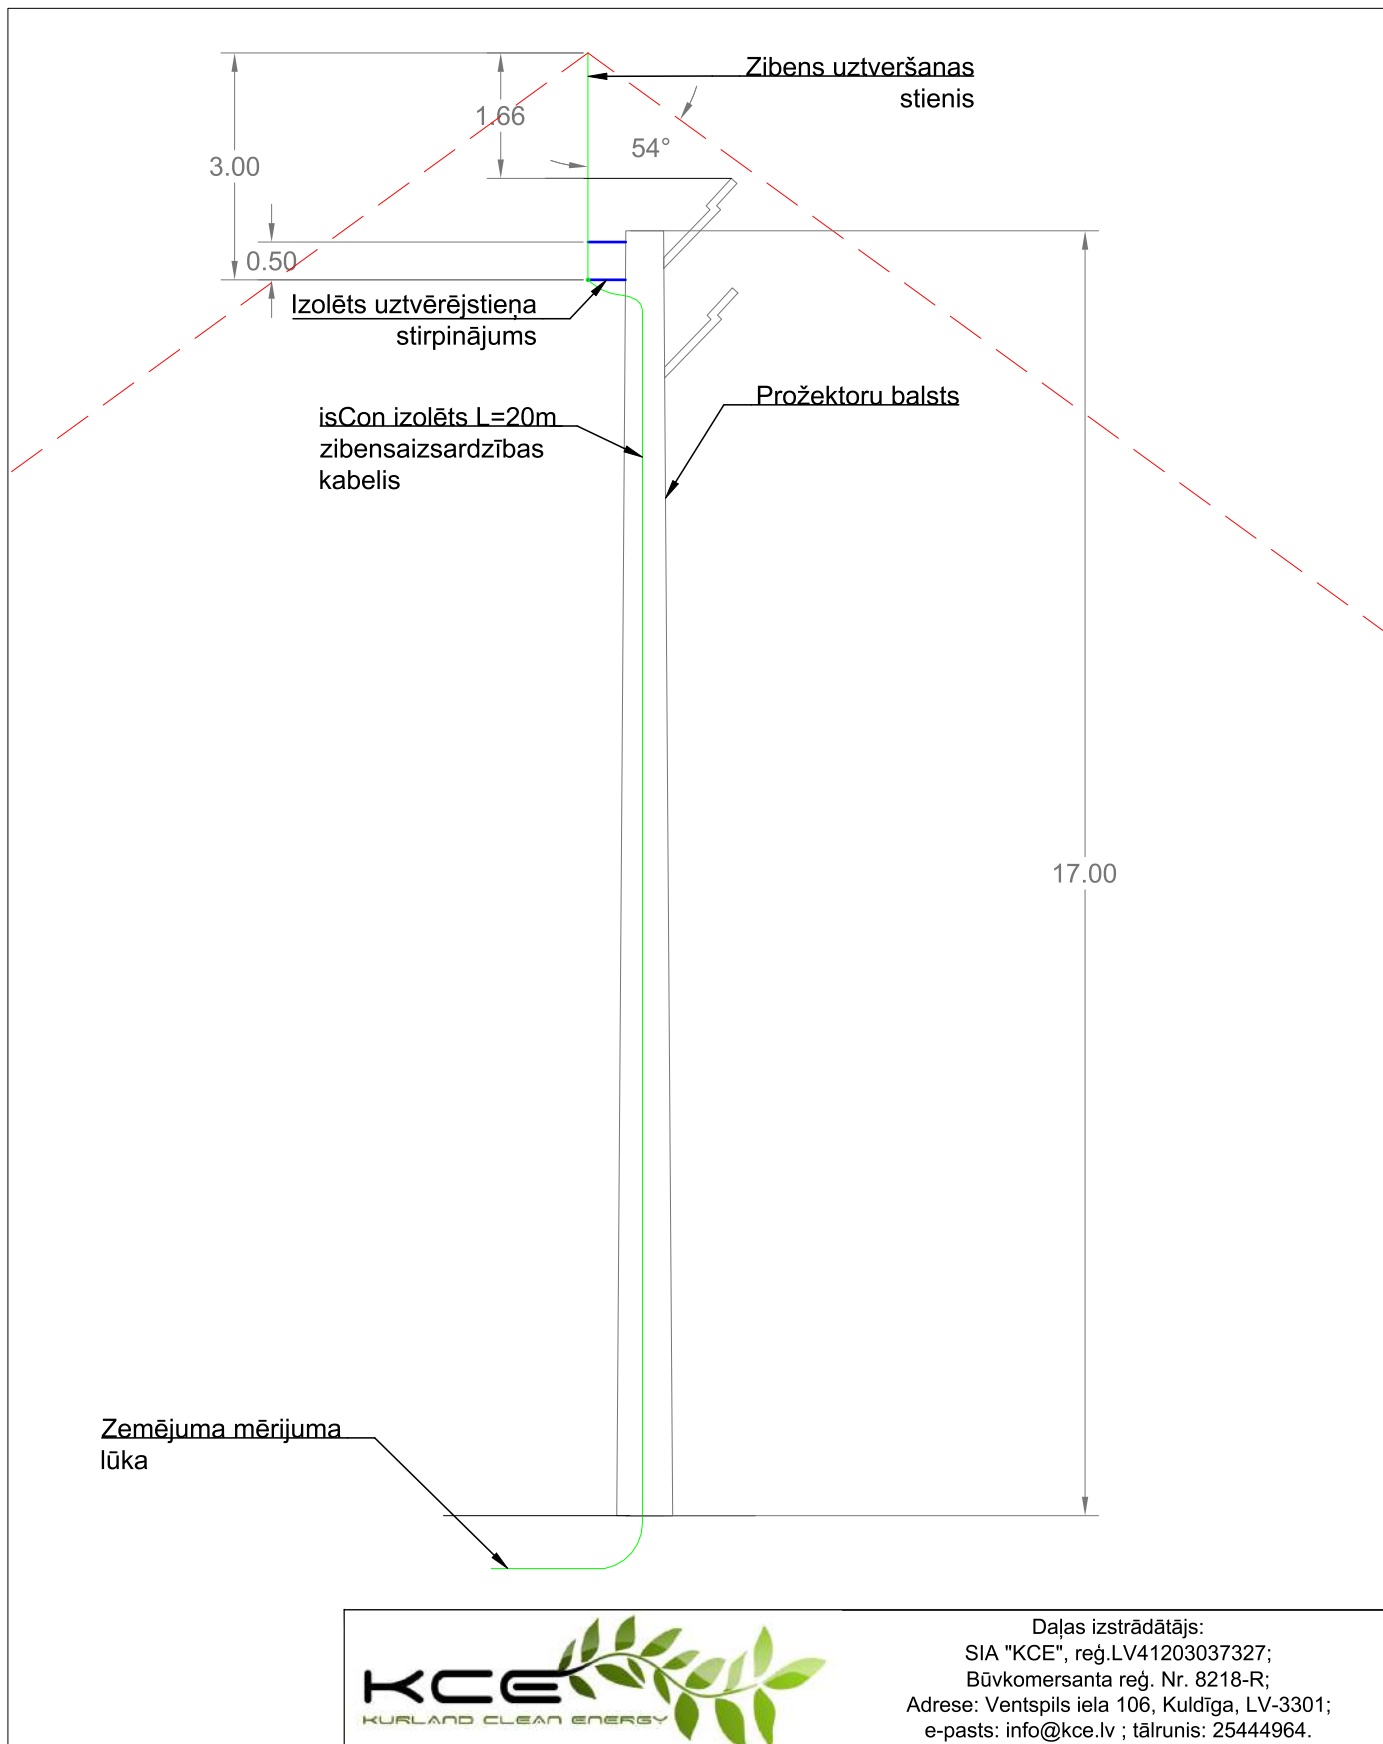 Zibens uztveršanas
stienis
1.66
54°
3.00
0.50
Izolēts uztvērējstieņa
stirpinājums
Prožektoru balsts
isCon izolēts L=20m
zibensaizsardzības
kabelis
17.00
Zemējuma mērijuma
lūka
KCE
KURLAND CLEAN ENERGY
Daļas izstrādātājs:
SIA "KCE", reģ.LV41203037327;
Būvkomersanta reģ. Nr. 8218-R;
Adrese: Ventspils iela 106, Kuldīga, LV-3301;
e-pasts: info@kce.lv ; tālrunis: 25444964.